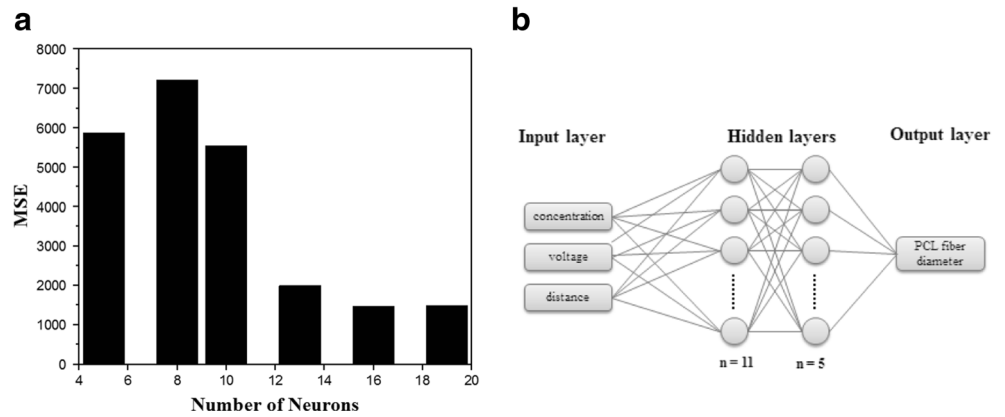 a
8000
7000
6000
5000
4000
3000
2000
1000
0
MSE
4 6 8 10 12 14 16 18 20
Number of Neurons
b
Input layer
Hidden layers
Output layer
concentration
voltage
distance
PCL fiber
diameter
n = 11
n = 5